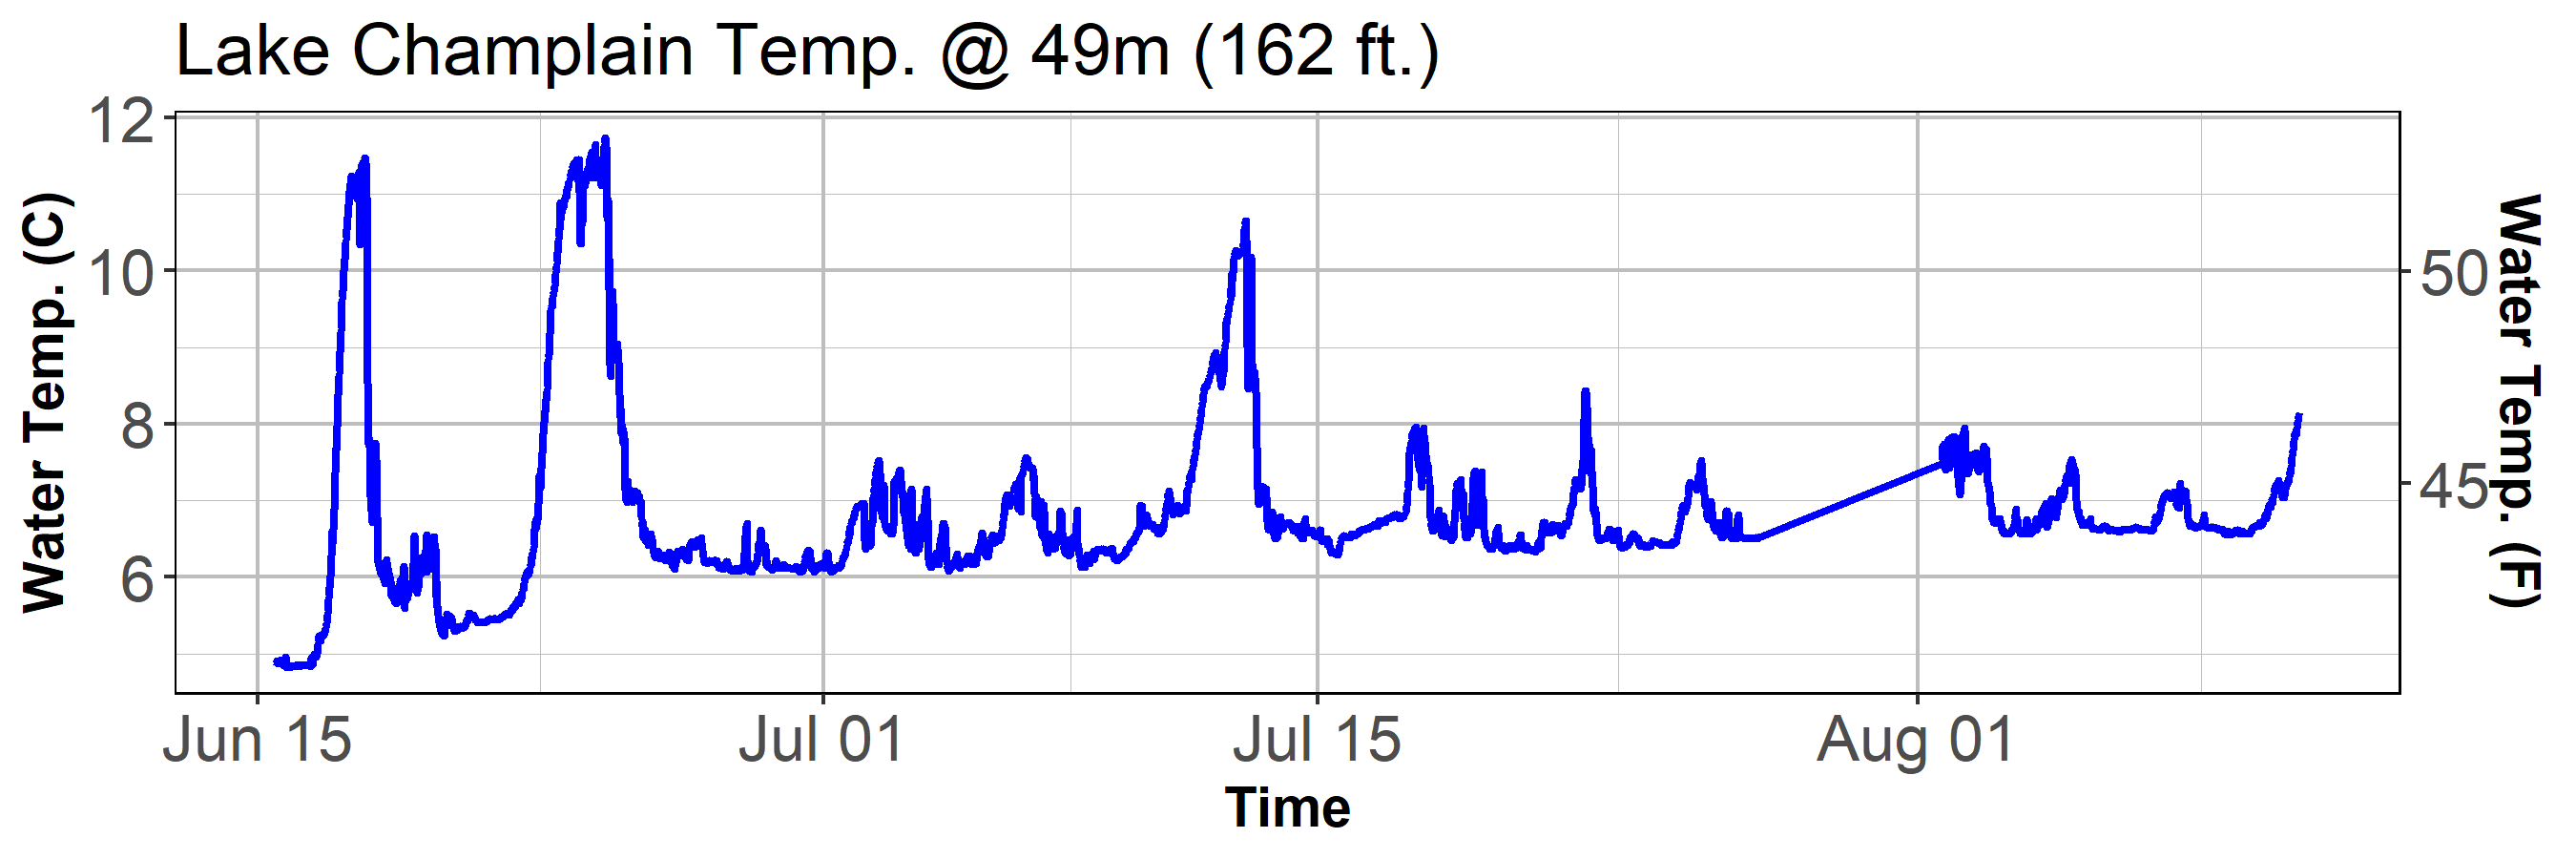 Lake Champlain Temp. @ 49m (162 ft.)
Water Temp. (C)
12
10
8
6
50
45
Water Temp. (F)
Jun 15
Jul 01
Jul 15
Aug 01
Time